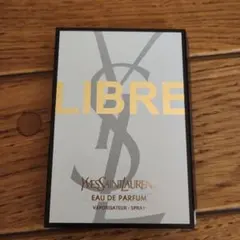 LIBRE
YVESSAINTLAURENT
EAU DE PARFUM
VAPORISATEUR - SPRAY